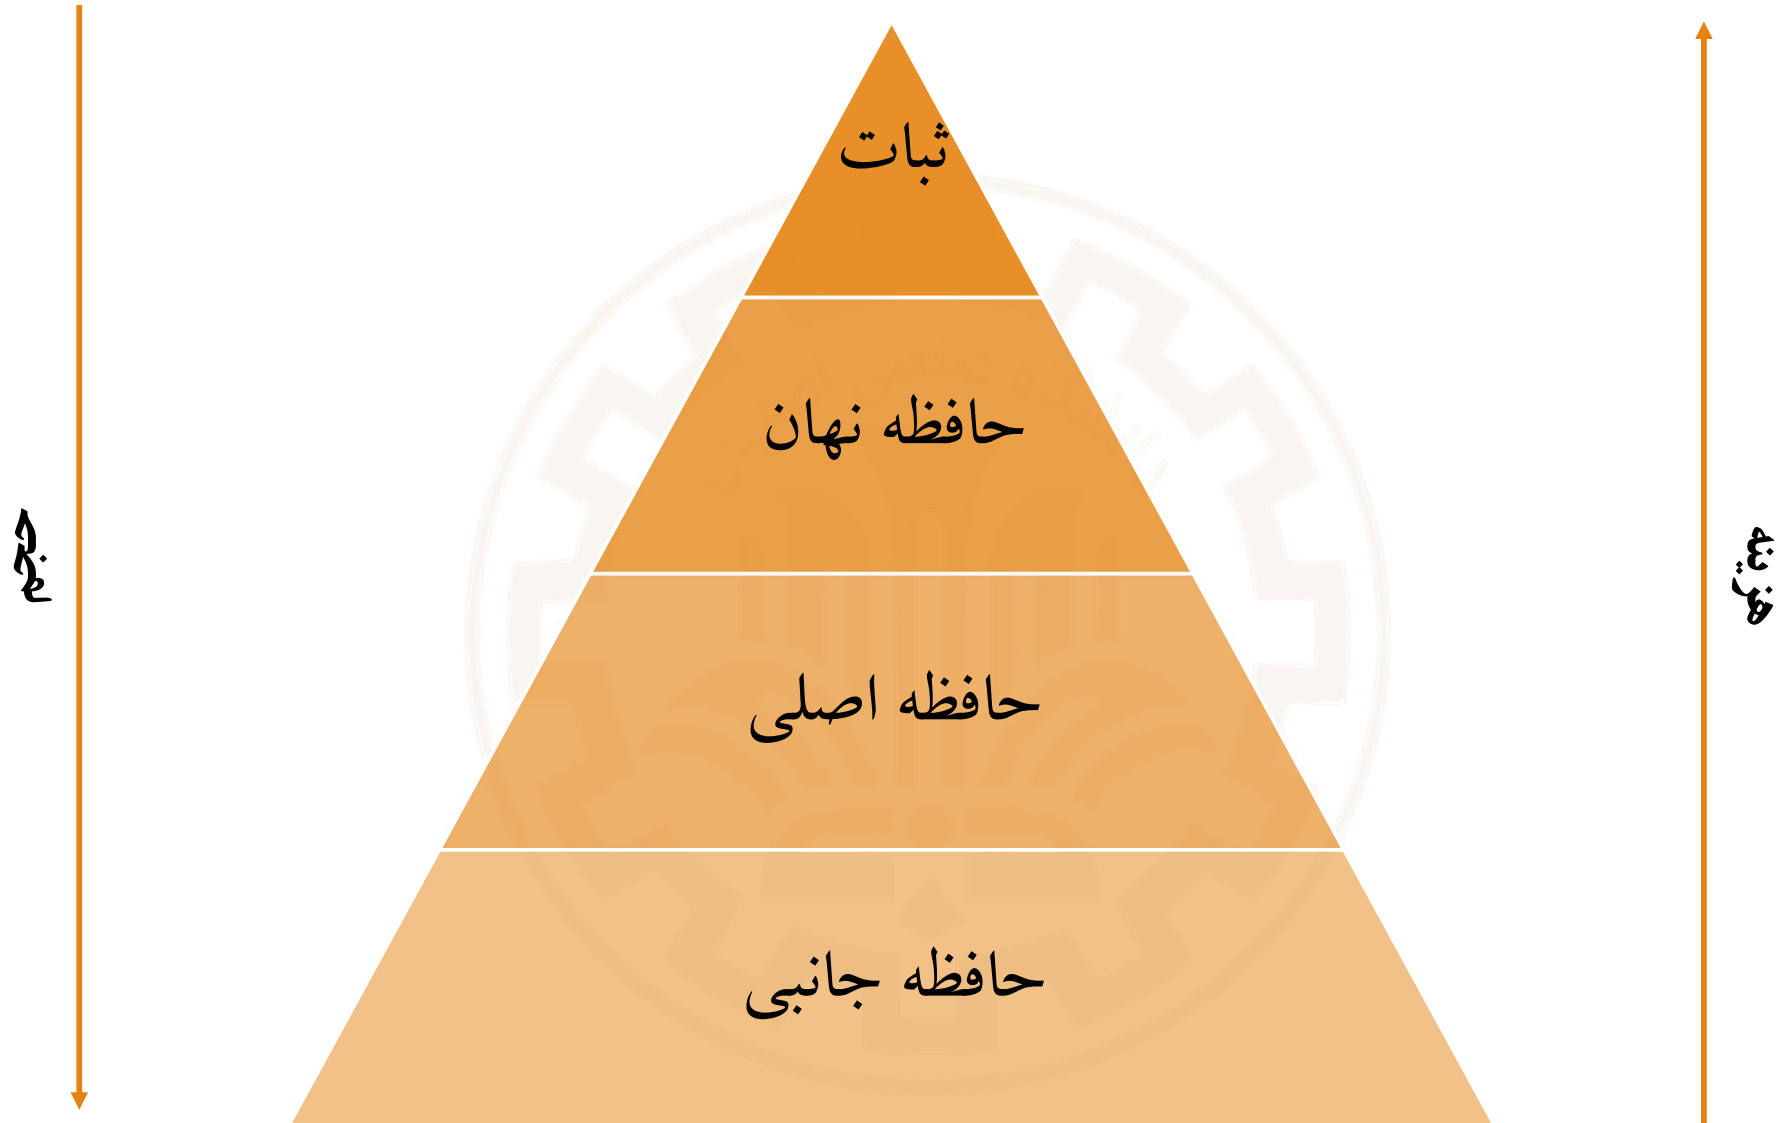 ثبات
حافظه نهان
حافظه اصلی
حافظه جانبی
هزینه
حجم